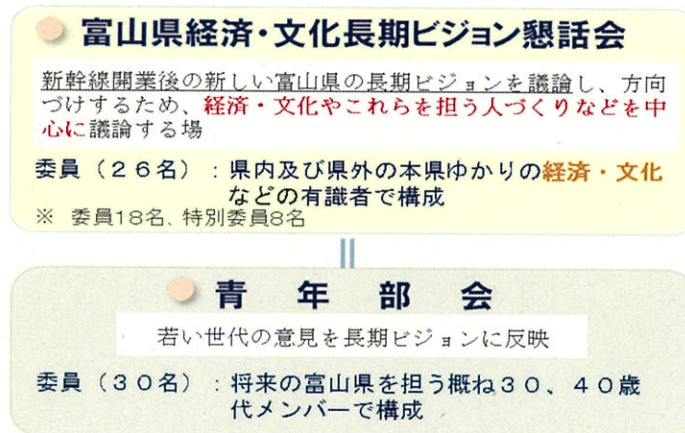 富山県経済・文化長期ビジョン懇話会
新幹線開業後の新しい富山県の長期ビジョンを議論し、方向
づけするため、経済・文化やこれらを担う人づくりなどを中
心に議論する場
委員（２６名）：県内及び県外の本県ゆかりの経済・文化
などの有識者で構成
※　委員18名、特別委員8名
青　年　部　会
若い世代の意見を長期ビジョンに反映
委員（３０名）：将来の富山県を担う概ね３０、４０歳
代メンバーで構成